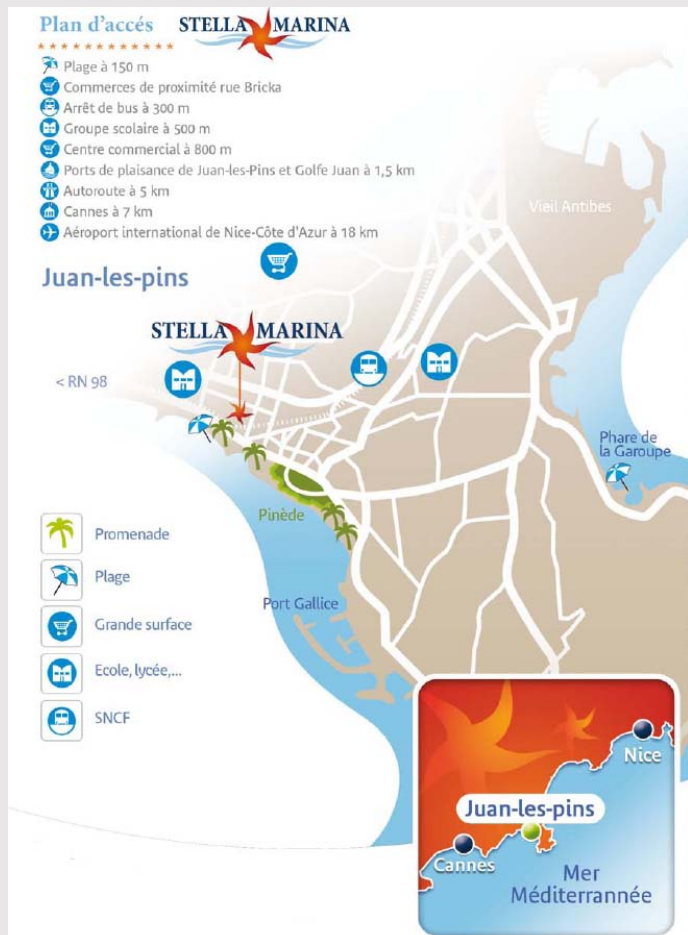 Plan d'accés STELLA MARINA
Plage à 150 m
Commerces de proximité rue Bricka
Arrêt de bus à 300 m
Groupe scolaire à 500 m
Centre commercial à 800 m
Ports de plaisance de Juan-les-Pins et Golfe Juan à 1,5 km
Autoroute à 5 km
Cannes à 7 km
Aéroport international de Nice-Côte d'Azur à 18 km
Vieil Antibes
Juan-les-pins
STELLA MARINA
< RN 98
Phare de
la Garoupe
Pinède
Promenade
Plage
Port Gallice
Grande surface
Ecole, lycée,...
SNCF
Nice
Juan-les-pins
Cannes
Mer
Méditerrannée